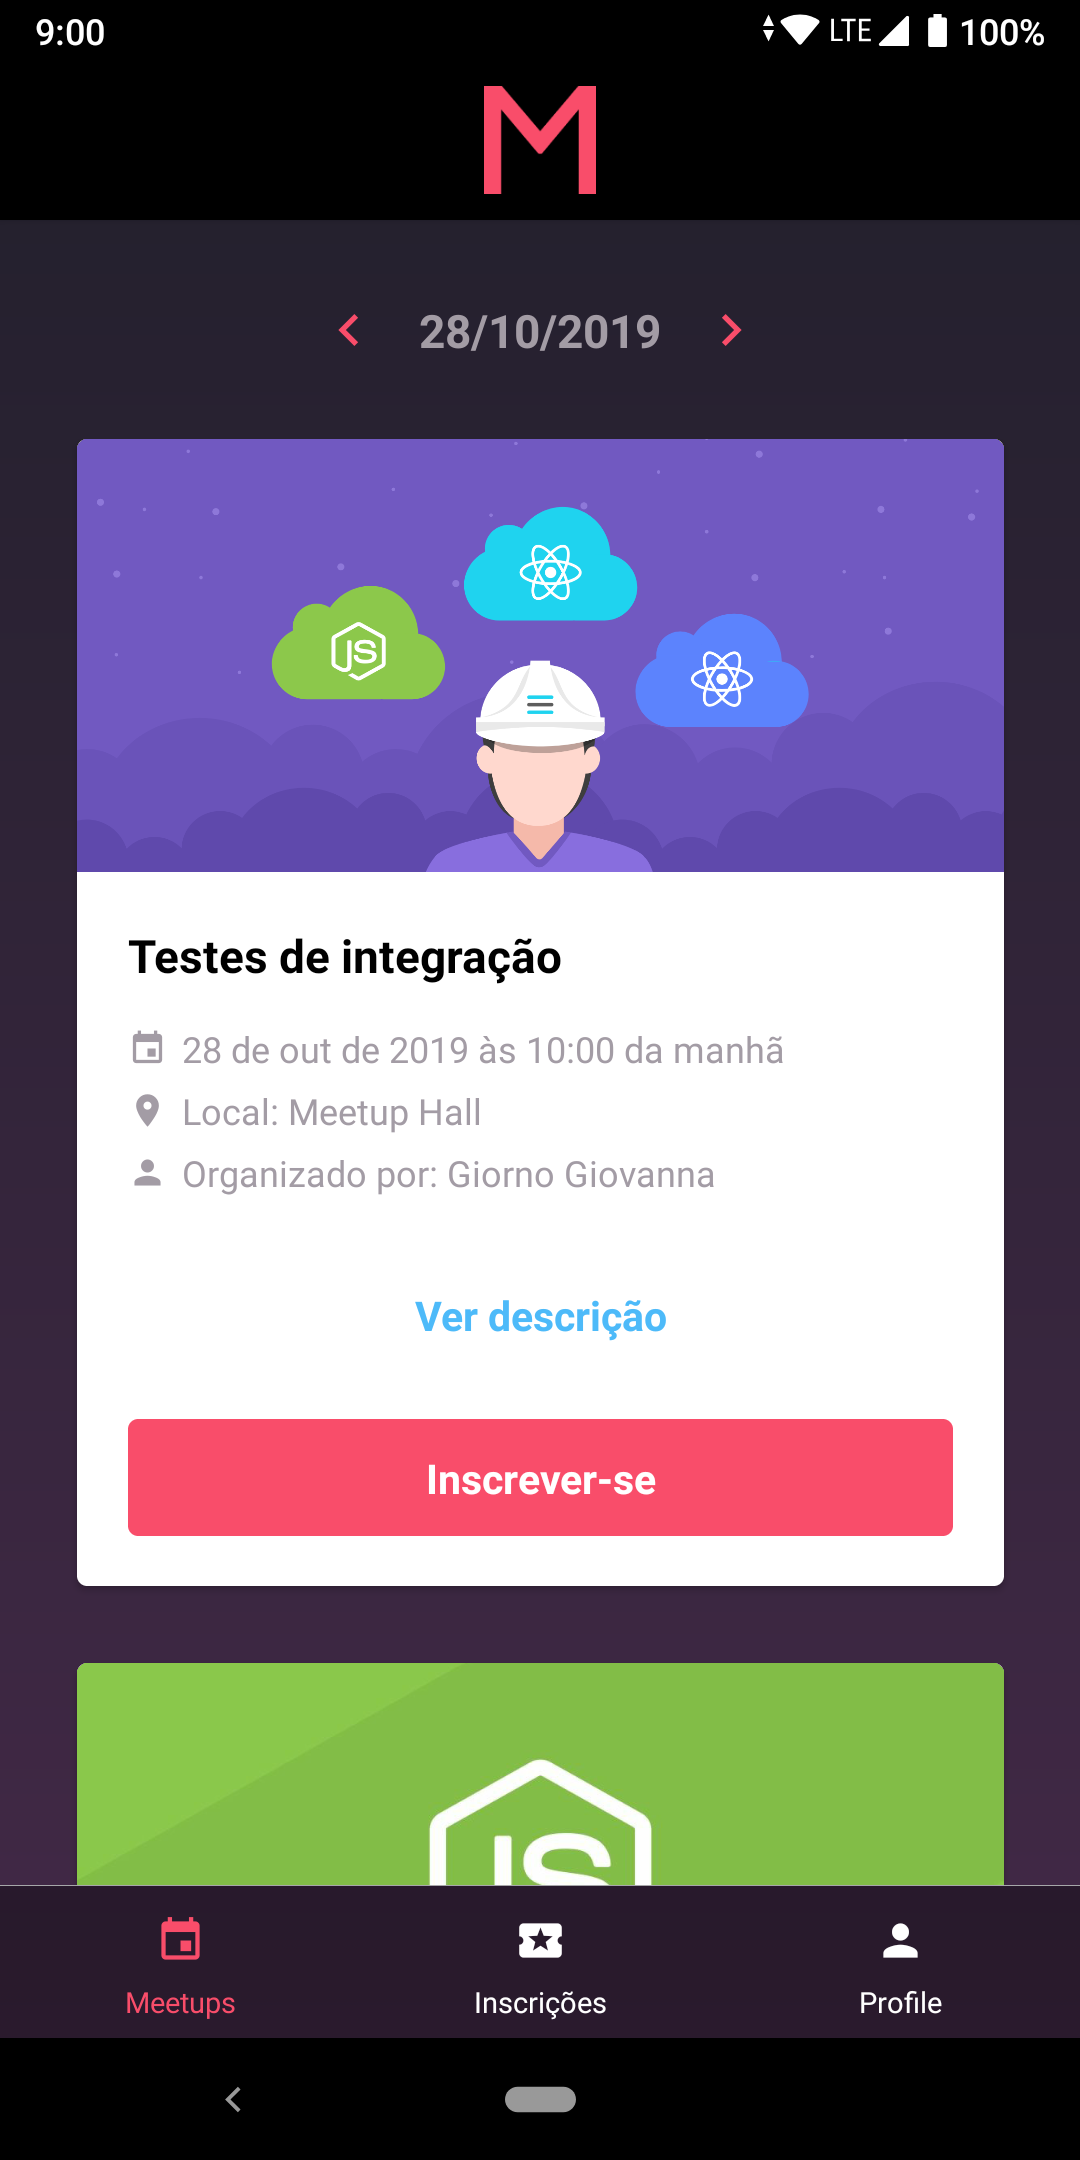 9:00
LTE 100%
M
28/10/2019
JS
Testes de integração
28 de out de 2019 às 10:00 da manhã
Local: Meetup Hall
Organizado por: Giorno Giovanna
Ver descrição
Inscrever-se
JS
Meetups
Inscrições
Profile